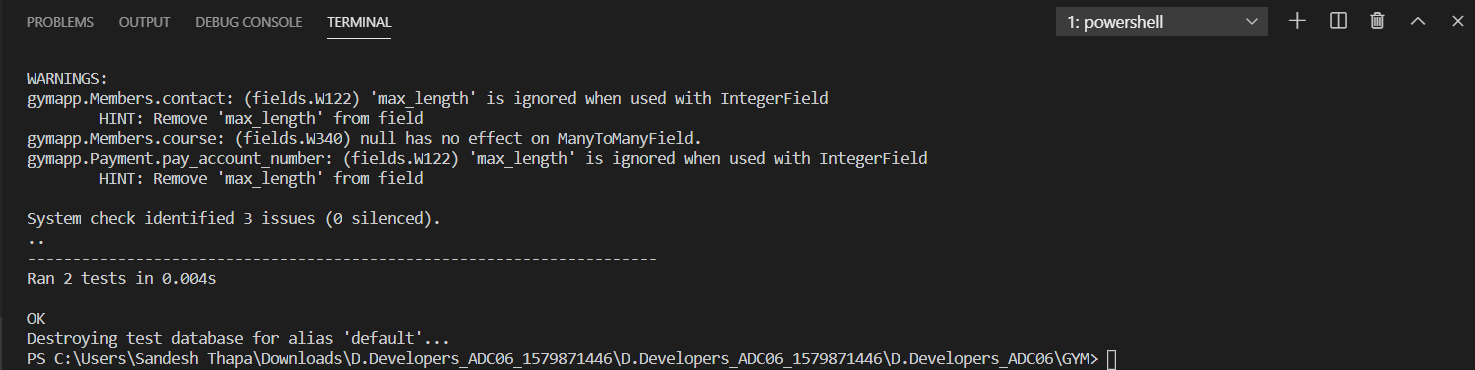 PROBLEMS OUTPUT DEBUG CONSOLE TERMINAL 1: powershell
WARNINGS:
gymapp.Members.contact: (fields.W122) 'max_length' is ignored when used with IntegerField
HINT: Remove 'max_length' from field
gymapp.Members.course: (fields.W340) null has no effect on ManyToManyField.
gymapp.Payment.pay_account_number: (fields.W122) 'max_length' is ignored when used with IntegerField
HINT: Remove 'max_length' from field
System check identified 3 issues (0 silenced).
..
----------------------------------------------------------------------
Ran 2 tests in 0.004s
OK
Destroying test database for alias 'default'...
PS C:\Users\Sandesh Thapa\Downloads\D.Developers_ADC06_1579871446\D.Developers_ADC06_1579871446\D.Developers_ADC06\GYM>